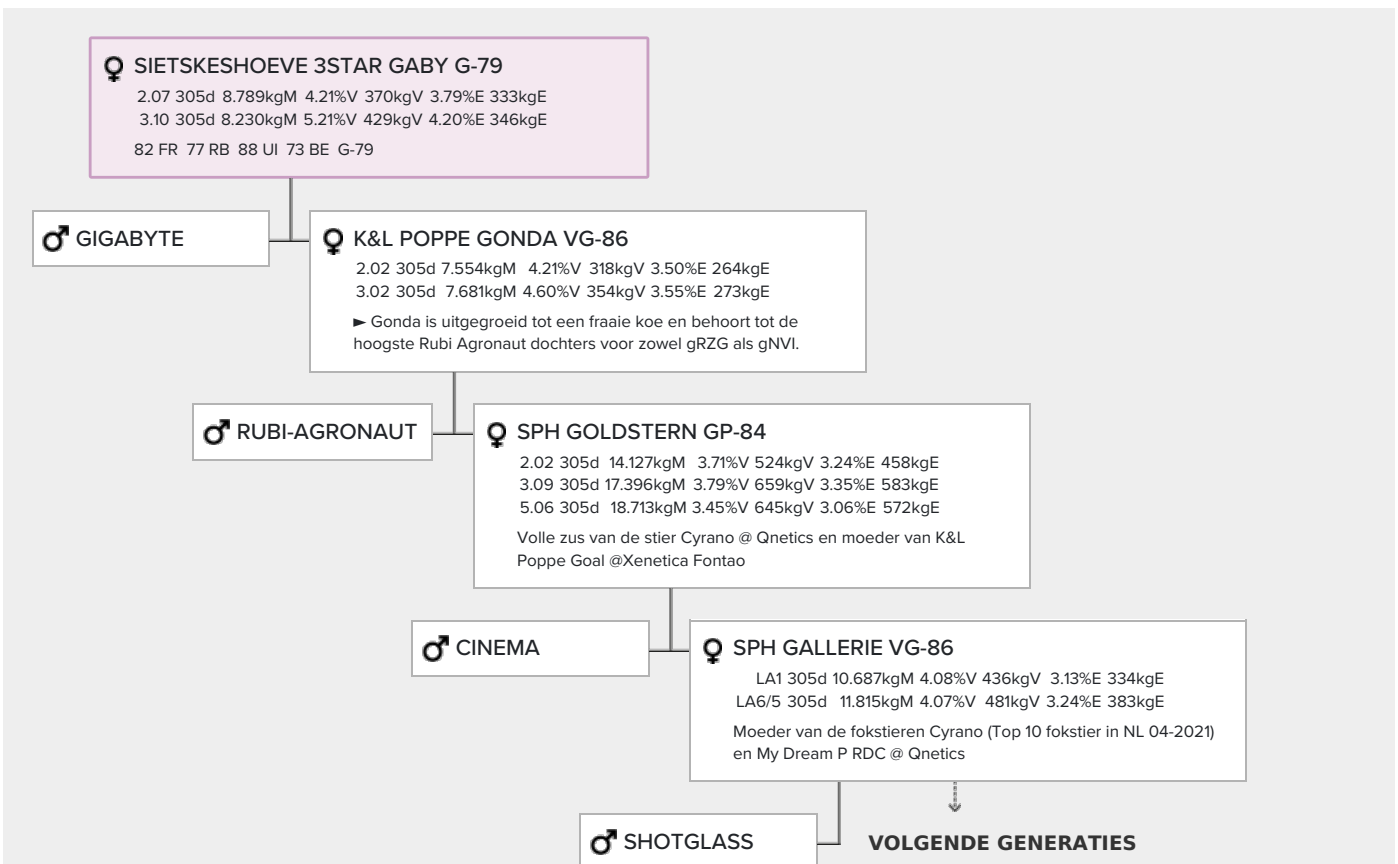 SIETSKESHOEVE 3STAR GABY G-79
2.07 305d 8.789kgM 4.21%V 370kgV 3.79%E 333kgE
3.10 305d 8.230kgM 5.21%V 429kgV 4.20%E 346kgE
82 FR 77 RB 88 UI 73 BE G-79
GIGABYTE
K&L POPPE GONDA VG-86
2.02 305d 7.554kgM 4.21%V 318kgV 3.50%E 264kgE
3.02 305d 7.681kgM 4.60%V 354kgV 3.55%E 273kgE
► Gonda is uitgegroeid tot een fraaie koe en behoort tot de
hoogste Rubi Agronaut dochters voor zowel gRZG als gNVI.
RUBI-AGRONAUT
SPH GOLDSTERN GP-84
2.02 305d 14.127kgM 3.71%V 524kgV 3.24%E 458kgE
3.09 305d 17.396kgM 3.79%V 659kgV 3.35%E 583kgE
5.06 305d 18.713kgM 3.45%V 645kgV 3.06%E 572kgE
Volle zus van de stier Cyrano @ Qnetics en moeder van K&L
Poppe Goal @Xenetica Fontao
CINEMA
SPH GALLERIE VG-86
LA1 305d 10.687kgM 4.08%V 436kgV 3.13%E 334kgE
LA6/5 305d 11.815kgM 4.07%V 481kgV 3.24%E 383kgE
Moeder van de fokstieren Cyrano (Top 10 fokstier in NL 04-2021)
en My Dream P RDC @ Qnetics
SHOTGLASS
VOLGENDE GENERATIES